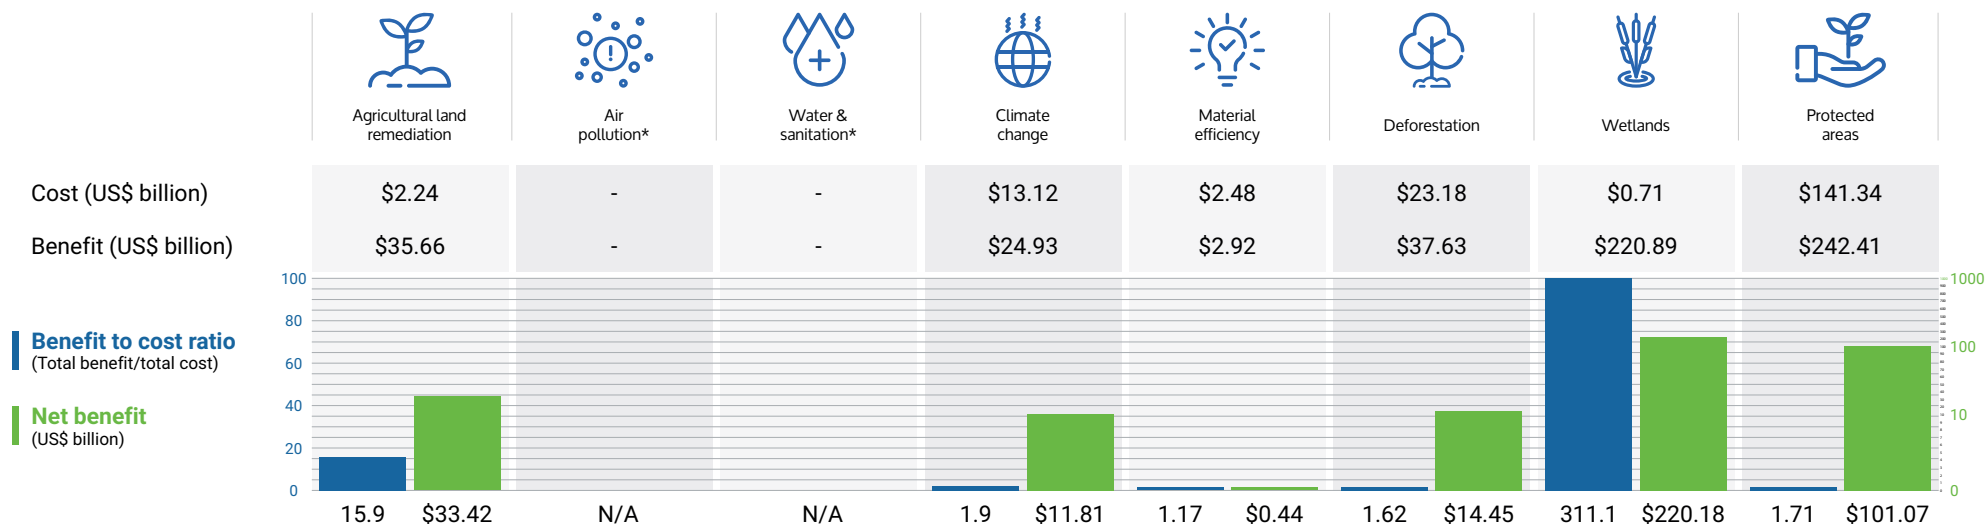 Agricultural land
remediation
Air
pollution*
Water &
sanitation*
Climate
change
Material
efficiency
Deforestation
Wetlands
Protected
areas
Cost (US$ billion) $2.24 - - $13.12 $2.48 $23.18 $0.71 $141.34
Benefit (US$ billion) $35.66 - - $24.93 $2.92 $37.63 $220.89 $242.41
Benefit to cost ratio
(Total benefit/total cost)
Net benefit
(US$ billion)
100
80
60
40
20
0
1000
100
10
0
15.9 $33.42 N/A N/A 1.9 $11.81 1.17 $0.44 1.62 $14.45 311.1 $220.18 1.71 $101.07